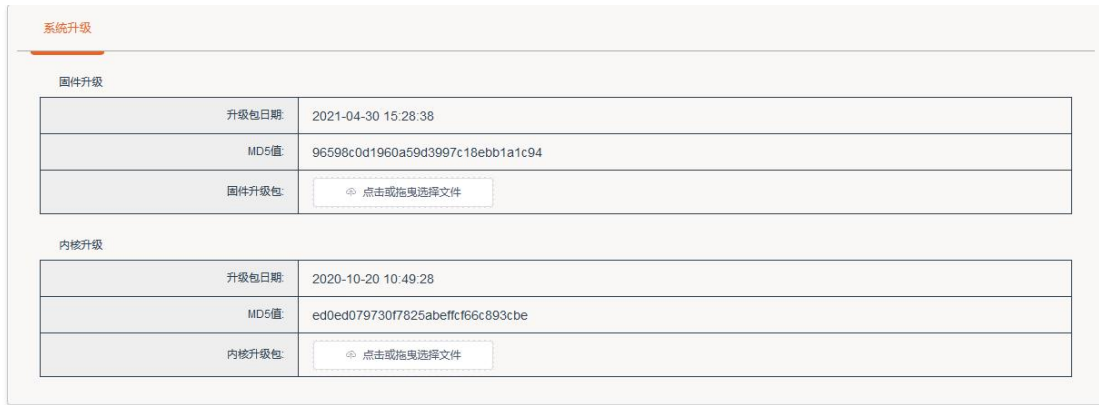 系统升级
固件升级
升级包日期: 2021-04-30 15:28:38
MD5值: 96598c0d1960a59d3997c18ebb1a1c94
固件升级包: 点击或拖曳选择文件
内核升级
升级包日期: 2020-10-20 10:49:28
MD5值: ed0ed079730f7825abeffcf66c893cbe
内核升级包: 点击或拖曳选择文件